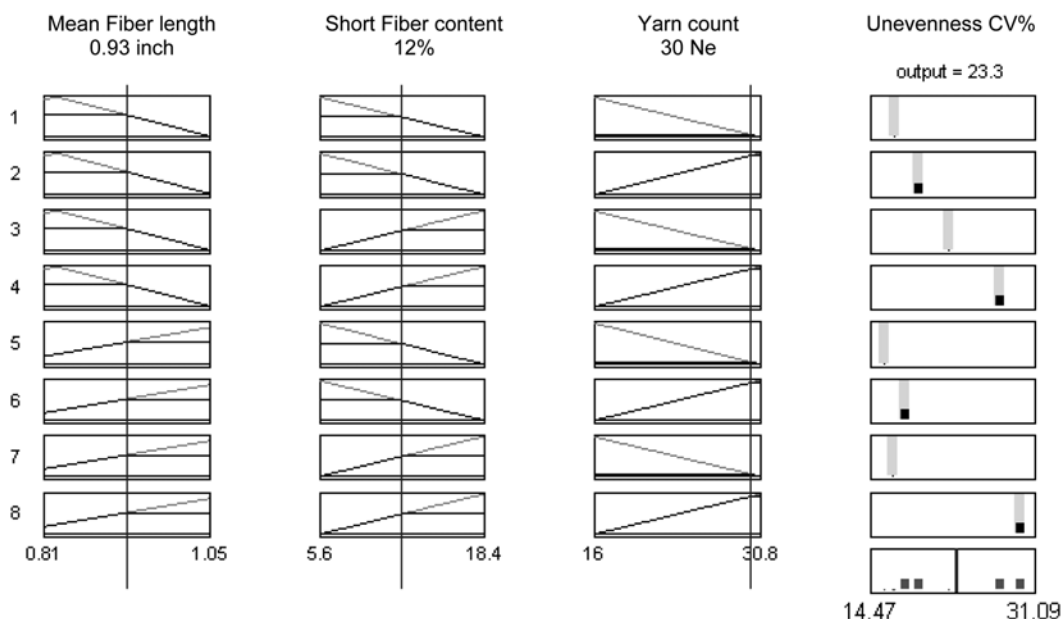 Mean Fiber length
0.93 inch
Short Fiber content
12%
Yarn count
30 Ne
Unevenness CV%
output = 23.3
1
2
3
4
5
6
7
8
0.81
1.05
5.6
18.4
16
30.8
14.47
31.09